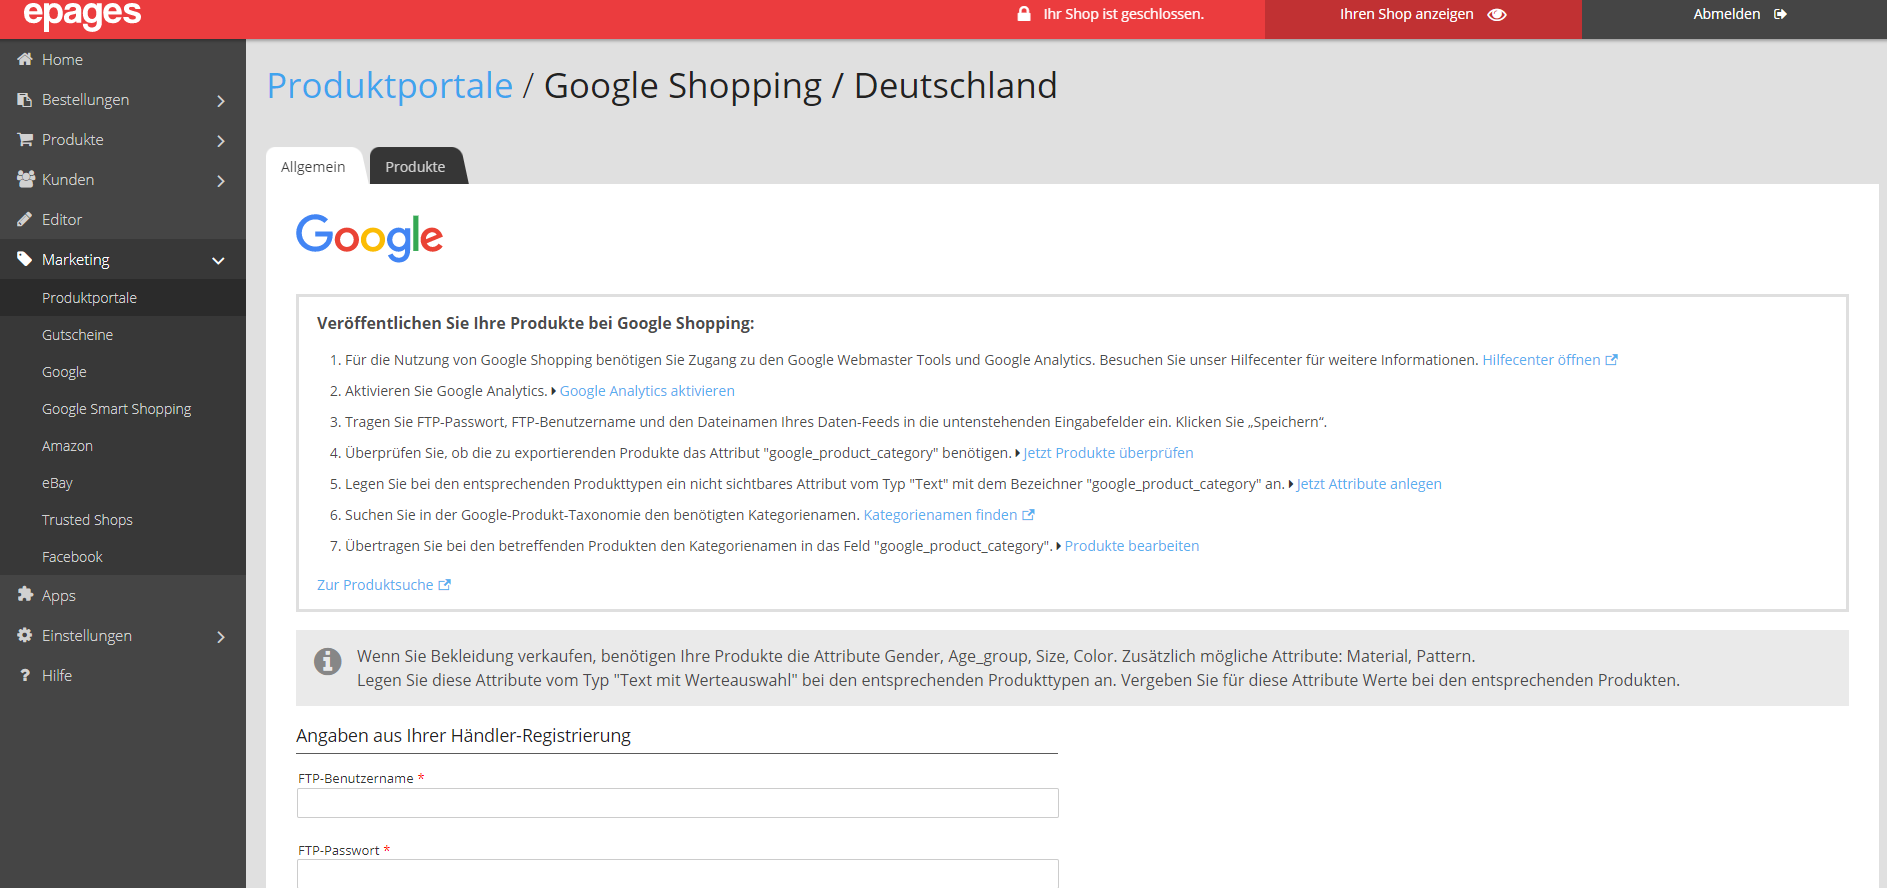 epages
Ihr Shop ist geschlossen.
Ihren Shop anzeigen
Abmelden
Home
Bestellungen
Produkte
Kunden
Editor
Marketing
Produktportale
Gutscheine
Google
Google Smart Shopping
Amazon
eBay
Trusted Shops
Facebook
Apps
Einstellungen
Hilfe
Produktportale / Google Shopping / Deutschland
Allgemein
Produkte
Google
Veröffentlichen Sie Ihre Produkte bei Google Shopping:
1. Für die Nutzung von Google Shopping benötigen Sie Zugang zu den Google Webmaster Tools und Google Analytics. Besuchen Sie unser Hilfecenter für weitere Informationen. Hilfecenter öffnen
2. Aktivieren Sie Google Analytics. Google Analytics aktivieren
3. Tragen Sie FTP-Passwort, FTP-Benutzername und den Dateinamen Ihres Daten-Feeds in die untenstehenden Eingabefelder ein. Klicken Sie „Speichern“.
4. Überprüfen Sie, ob die zu exportierenden Produkte das Attribut "google_product_category" benötigen. Jetzt Produkte überprüfen
5. Legen Sie bei den entsprechenden Produkttypen ein nicht sichtbares Attribut vom Typ "Text" mit dem Bezeichner "google_product_category" an. Jetzt Attribute anlegen
6. Suchen Sie in der Google-Produkt-Taxonomie den benötigten Kategorienamen. Kategorienamen finden
7. Übertragen Sie bei den betreffenden Produkten den Kategorienamen in das Feld "google_product_category". Produkte bearbeiten
Zur Produktsuche
Wenn Sie Bekleidung verkaufen, benötigen Ihre Produkte die Attribute Gender, Age_group, Size, Color. Zusätzlich mögliche Attribute: Material, Pattern.
Legen Sie diese Attribute vom Typ "Text mit Werteauswahl" bei den entsprechenden Produkttypen an. Vergeben Sie für diese Attribute Werte bei den entsprechenden Produkten.
Angaben aus Ihrer Händler-Registrierung
FTP-Benutzername *
FTP-Passwort *